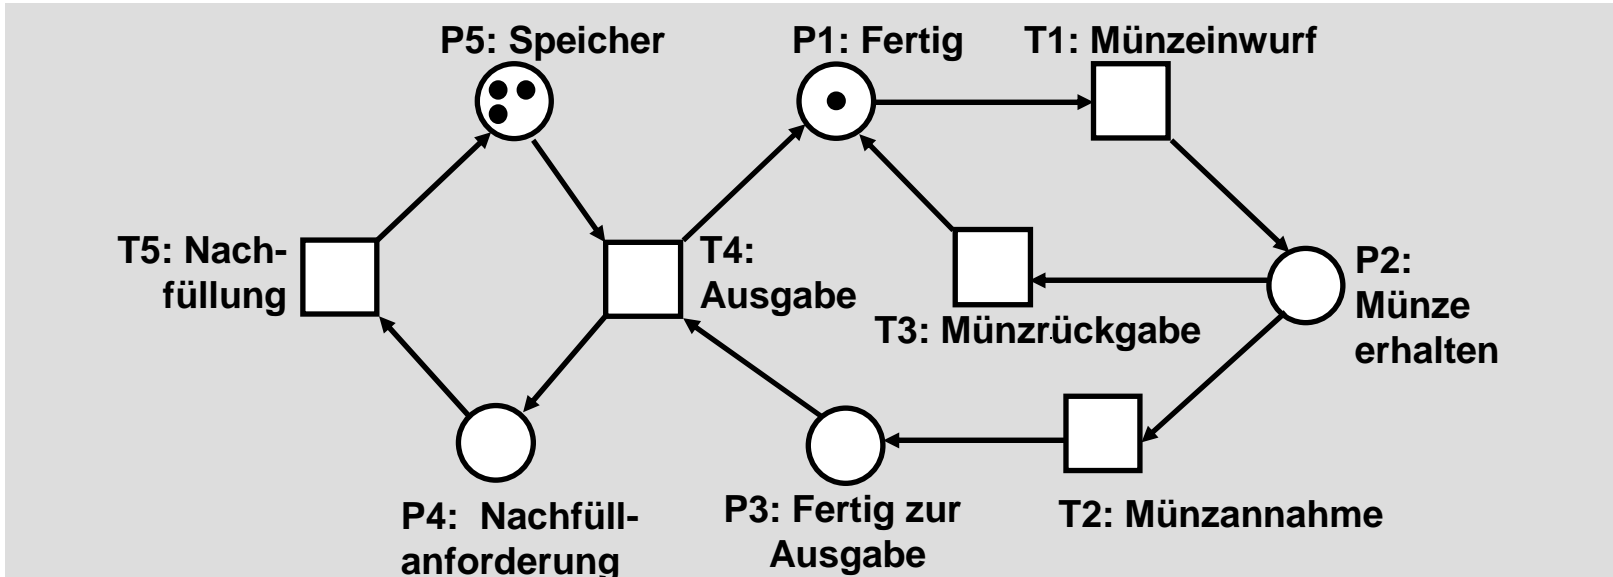 P5: Speicher
P1: Fertig
T1: Münzeinwurf
T5: Nach-
füllung
T4:
Ausgabe
P2:
Münze
erhalten
T3: Münzrückgabe
P4: Nachfüll-
anforderung
P3: Fertig zur
Ausgabe
T2: Münzannahme